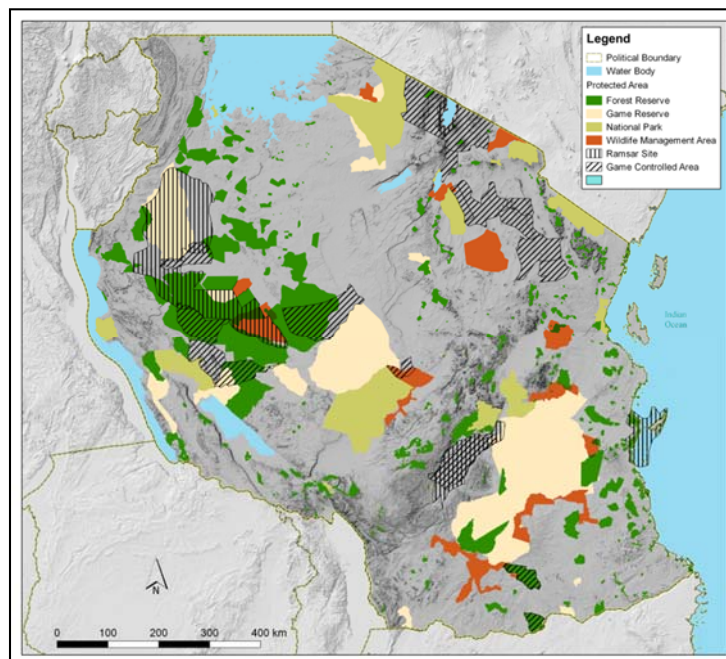 Legend
Political Boundary
Water Body
Protected Area
Forest Reserve
Game Reserve
National Park
Wildlife Management Area
Ramsar Site
Game Controlled Area
Indian
Ocean
N
0 100 200 300 400 km